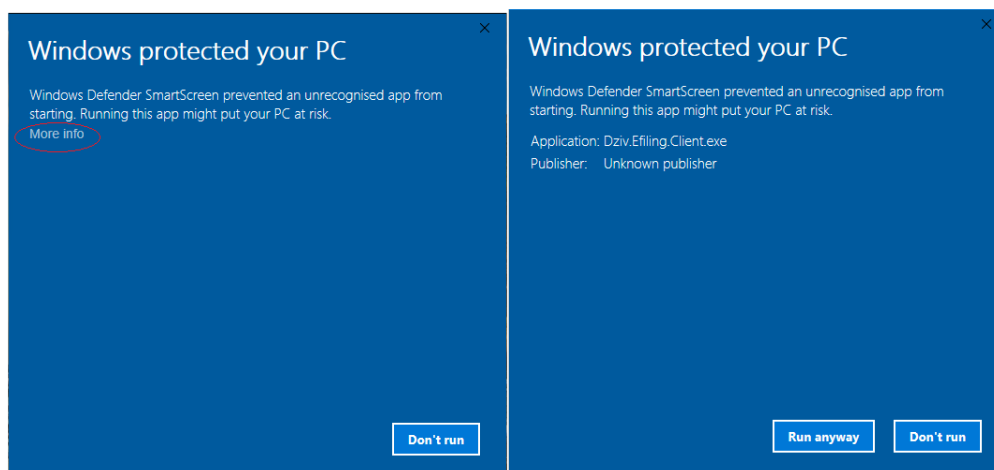 Windows protected your PC
Windows Defender SmartScreen prevented an unrecognised app from
starting. Running this app might put your PC at risk.
More info
Don't run
Windows protected your PC
Windows Defender SmartScreen prevented an unrecognised app from
starting. Running this app might put your PC at risk.
Application: Dziv.Efiling.Client.exe
Publisher: Unknown publisher
Run anyway
Don't run